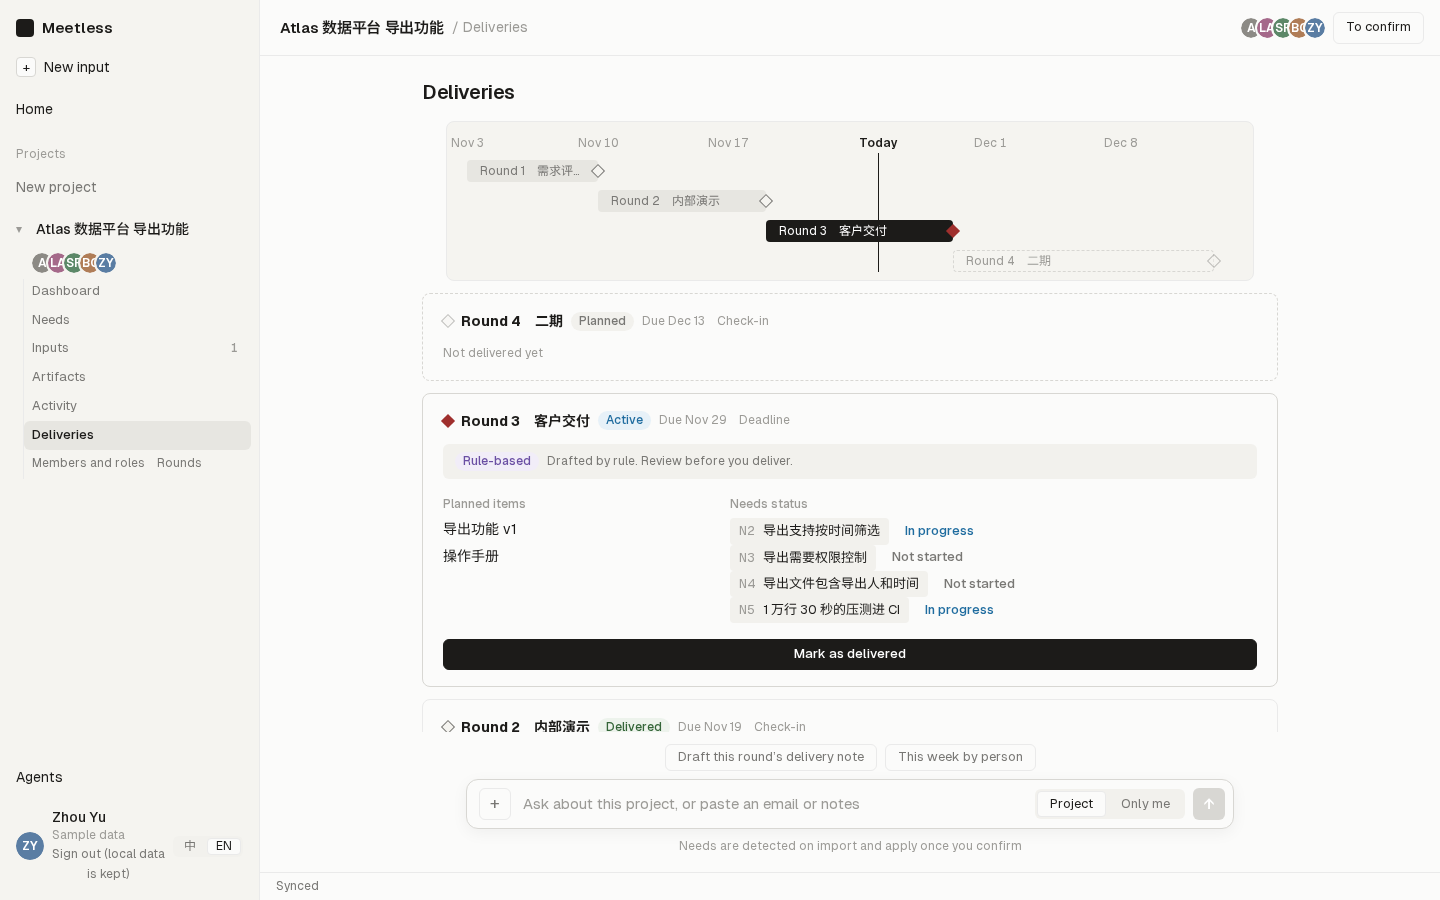 Meetless
+ New input
Home
Projects
New project
▾ Atlas 数据平台 导出功能
A LA SR BO ZY
Dashboard
Needs
Inputs 1
Artifacts
Activity
Deliveries
Members and roles Rounds
Agents
ZY
Zhou Yu
Sample data
Sign out (local data
is kept)
中 EN
Atlas 数据平台 导出功能 / Deliveries
A LA ZY
To confirm
Deliveries
Nov 3 Nov 10 Nov 17 Today Dec 1 Dec 8
Round 1 需求评…
Round 2 内部演示
Round 3 客户交付
Round 4 二期
Round 4 二期 Planned Due Dec 13 Check-in
Not delivered yet
Round 3 客户交付 Active Due Nov 29 Deadline
Rule-based Drafted by rule. Review before you deliver.
Planned items
导出功能 v1
操作手册
Needs status
N2 导出支持按时间筛选 In progress
N3 导出需要权限控制 Not started
N4 导出文件包含导出人和时间 Not started
N5 1 万行 30 秒的压测进 CI In progress
Mark as delivered
Round 2 内部演示 Delivered Due Nov 19 Check-in
Draft this round's delivery note This week by person
+ Ask about this project, or paste an email or notes Project Only me
Needs are detected on import and apply once you confirm
Synced